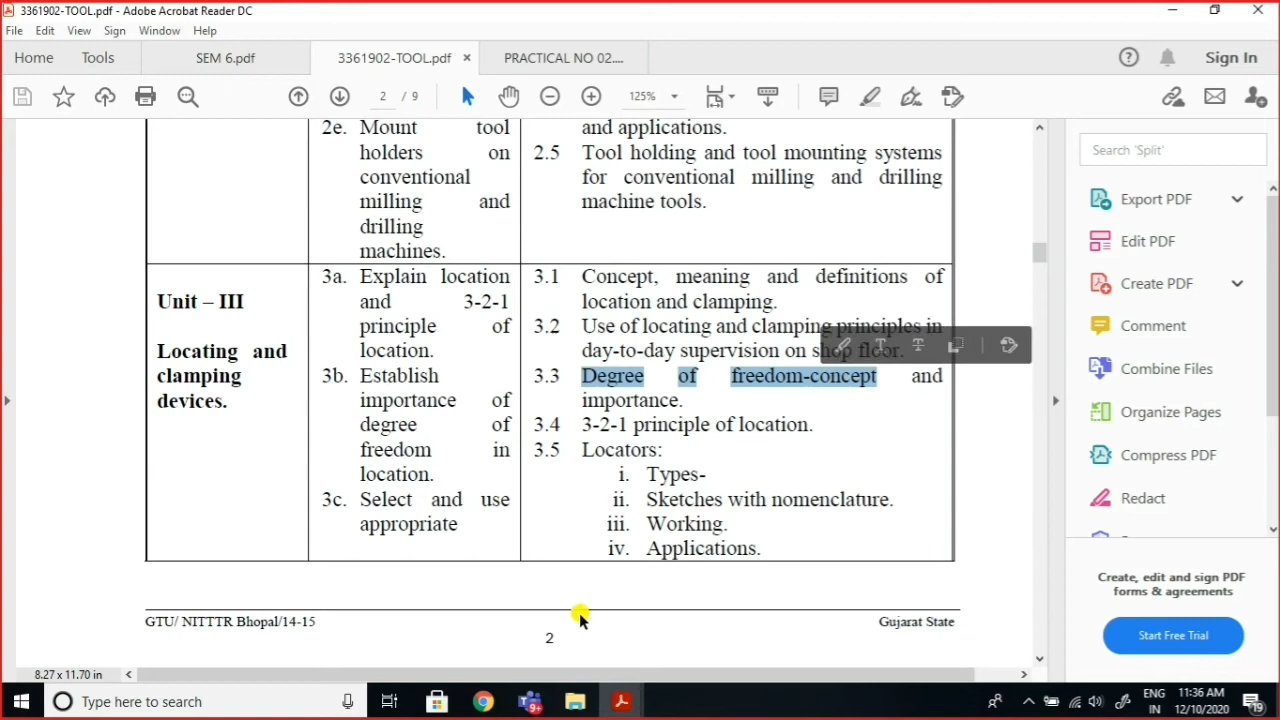 3361902-TOOL.pdf - Adobe Acrobat Reader DC
File Edit View Sign Window Help
Home Tools SEM 6.pdf 3361902-TOOL.pdf × PRACTICAL NO 02.... Sign In
2 / 9 125%
2e. Mount tool
holders on
conventional
milling and
drilling
machines.
and applications.
2.5 Tool holding and tool mounting systems
for conventional milling and drilling
machine tools.
Unit – III
Locating and
clamping
devices.
3a. Explain location
and 3-2-1
principle of
location.
3b. Establish
importance of
degree of
freedom in
location.
3c. Select and use
appropriate
3.1 Concept, meaning and definitions of
location and clamping.
3.2 Use of locating and clamping principles in
day-to-day supervision on shop floor.
3.3 Degree of freedom-concept and
importance.
3.4 3-2-1 principle of location.
3.5 Locators:
i. Types-
ii. Sketches with nomenclature.
iii. Working.
iv. Applications.
GTU/ NITTTR Bhopal/14-15 Gujarat State
2
8.27 x 11.70 in
Search 'Split'
Export PDF
Edit PDF
Create PDF
Comment
Combine Files
Organize Pages
Compress PDF
Redact
Create, edit and sign PDF
forms & agreements
Start Free Trial
Type here to search
9+
ENG
IN
11:36 AM
12/10/2020
19